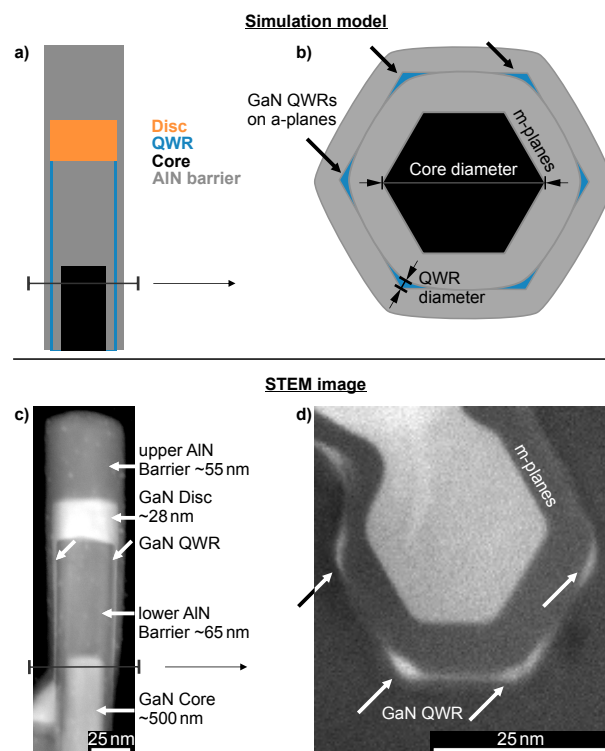 Simulation model
a)
Disc
QWR
Core
AlN barrier
b)
GaN QWRs
on a-planes
m-planes
Core diameter
QWR
diameter
STEM image
c)
upper AlN
Barrier ~55 nm
GaN Disc
~28 nm
GaN QWR
lower AlN
Barrier ~65 nm
GaN Core
~500 nm
25 nm
d)
m-planes
GaN QWR
25 nm